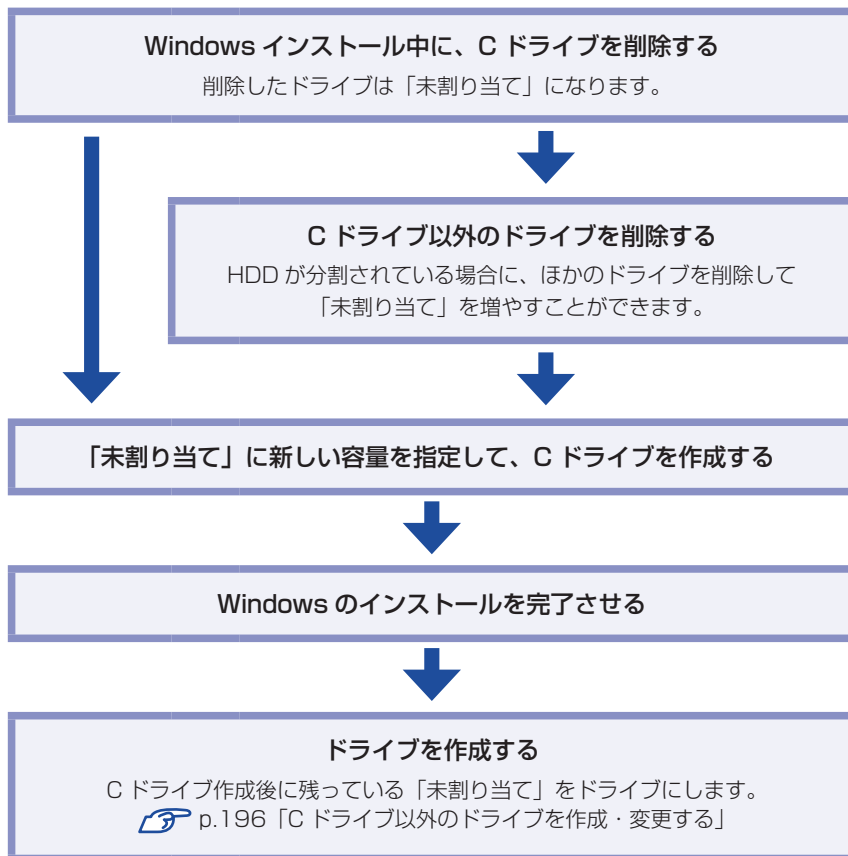 Windows インストール中に、C ドライブを削除する
削除したドライブは「未割り当て」になります。
C ドライブ以外のドライブを削除する
HDD が分割されている場合に、ほかのドライブを削除して
「未割り当て」を増やすことができます。
「未割り当て」に新しい容量を指定して、C ドライブを作成する
Windows のインストールを完了させる
ドライブを作成する
C ドライブ作成後に残っている「未割り当て」をドライブにします。
p.196「C ドライブ以外のドライブを作成・変更する」